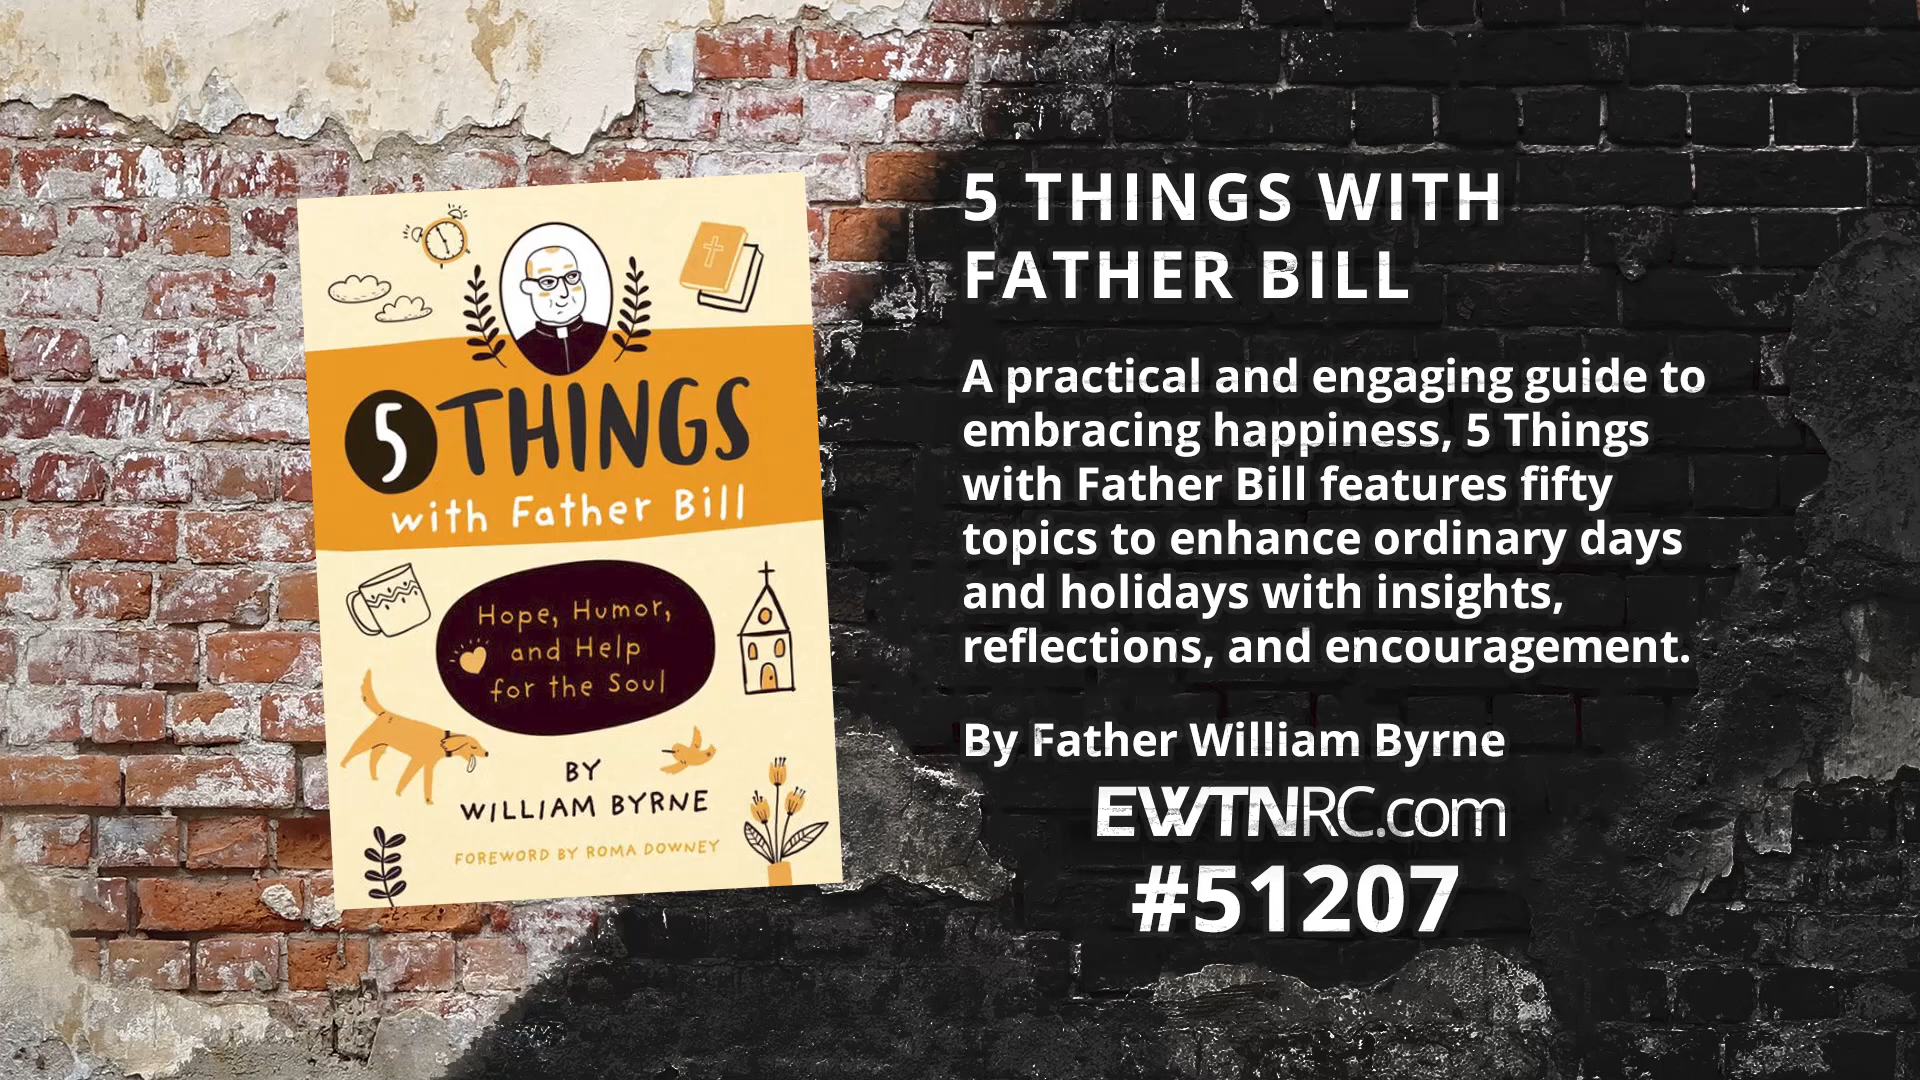 5 THINGS
with Father Bill
Hope, Humor,
and Help
for the Soul
BY
WILLIAM BYRNE
FOREWORD BY ROMA DOWNEY
5 THINGS WITH
FATHER BILL
A practical and engaging guide to
embracing happiness, 5 Things
with Father Bill features fifty
topics to enhance ordinary days
and holidays with insights,
reflections, and encouragement.
By Father William Byrne
EWTNRC.com
#51207